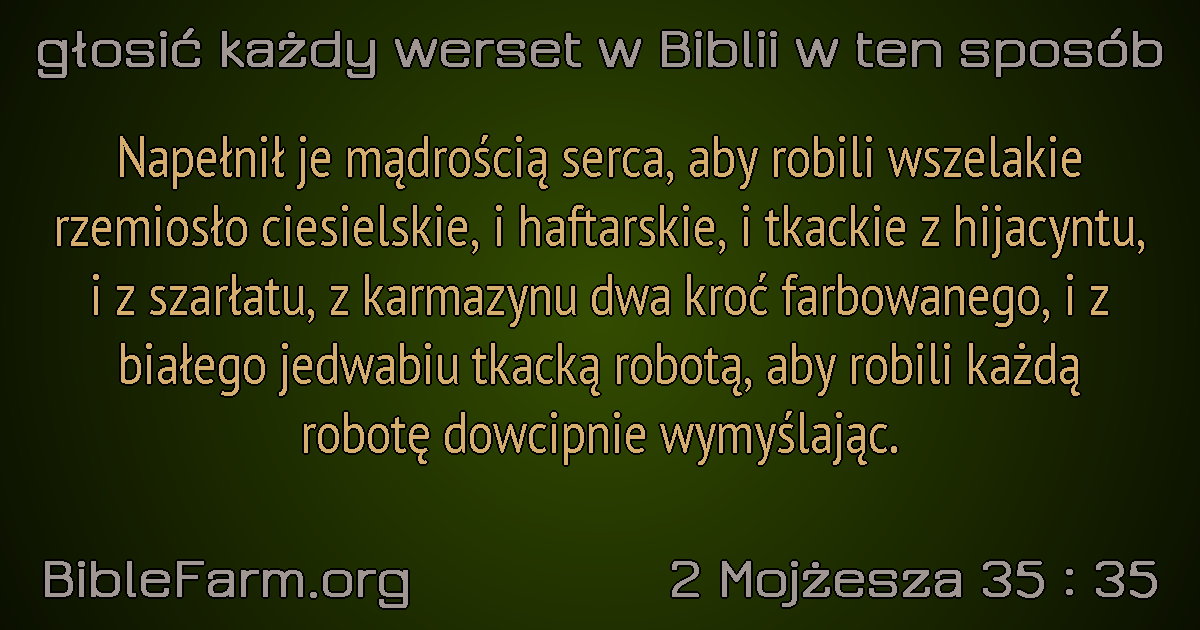 głosić każdy werset w Biblii w ten sposób
Napełnił je mądrością serca, aby robili wszelakie
rzemiosło ciesielskie, i haftarskie, i tkackie z hijacyntu,
i z szarłatu, z karmazynu dwa kroć farbowanego, i z
białego jedwabiu tkacką robotą, aby robili każdą
robotę dowcipnie wymyślając.
BibleFarm.org
2 Mojżesza 35 : 35